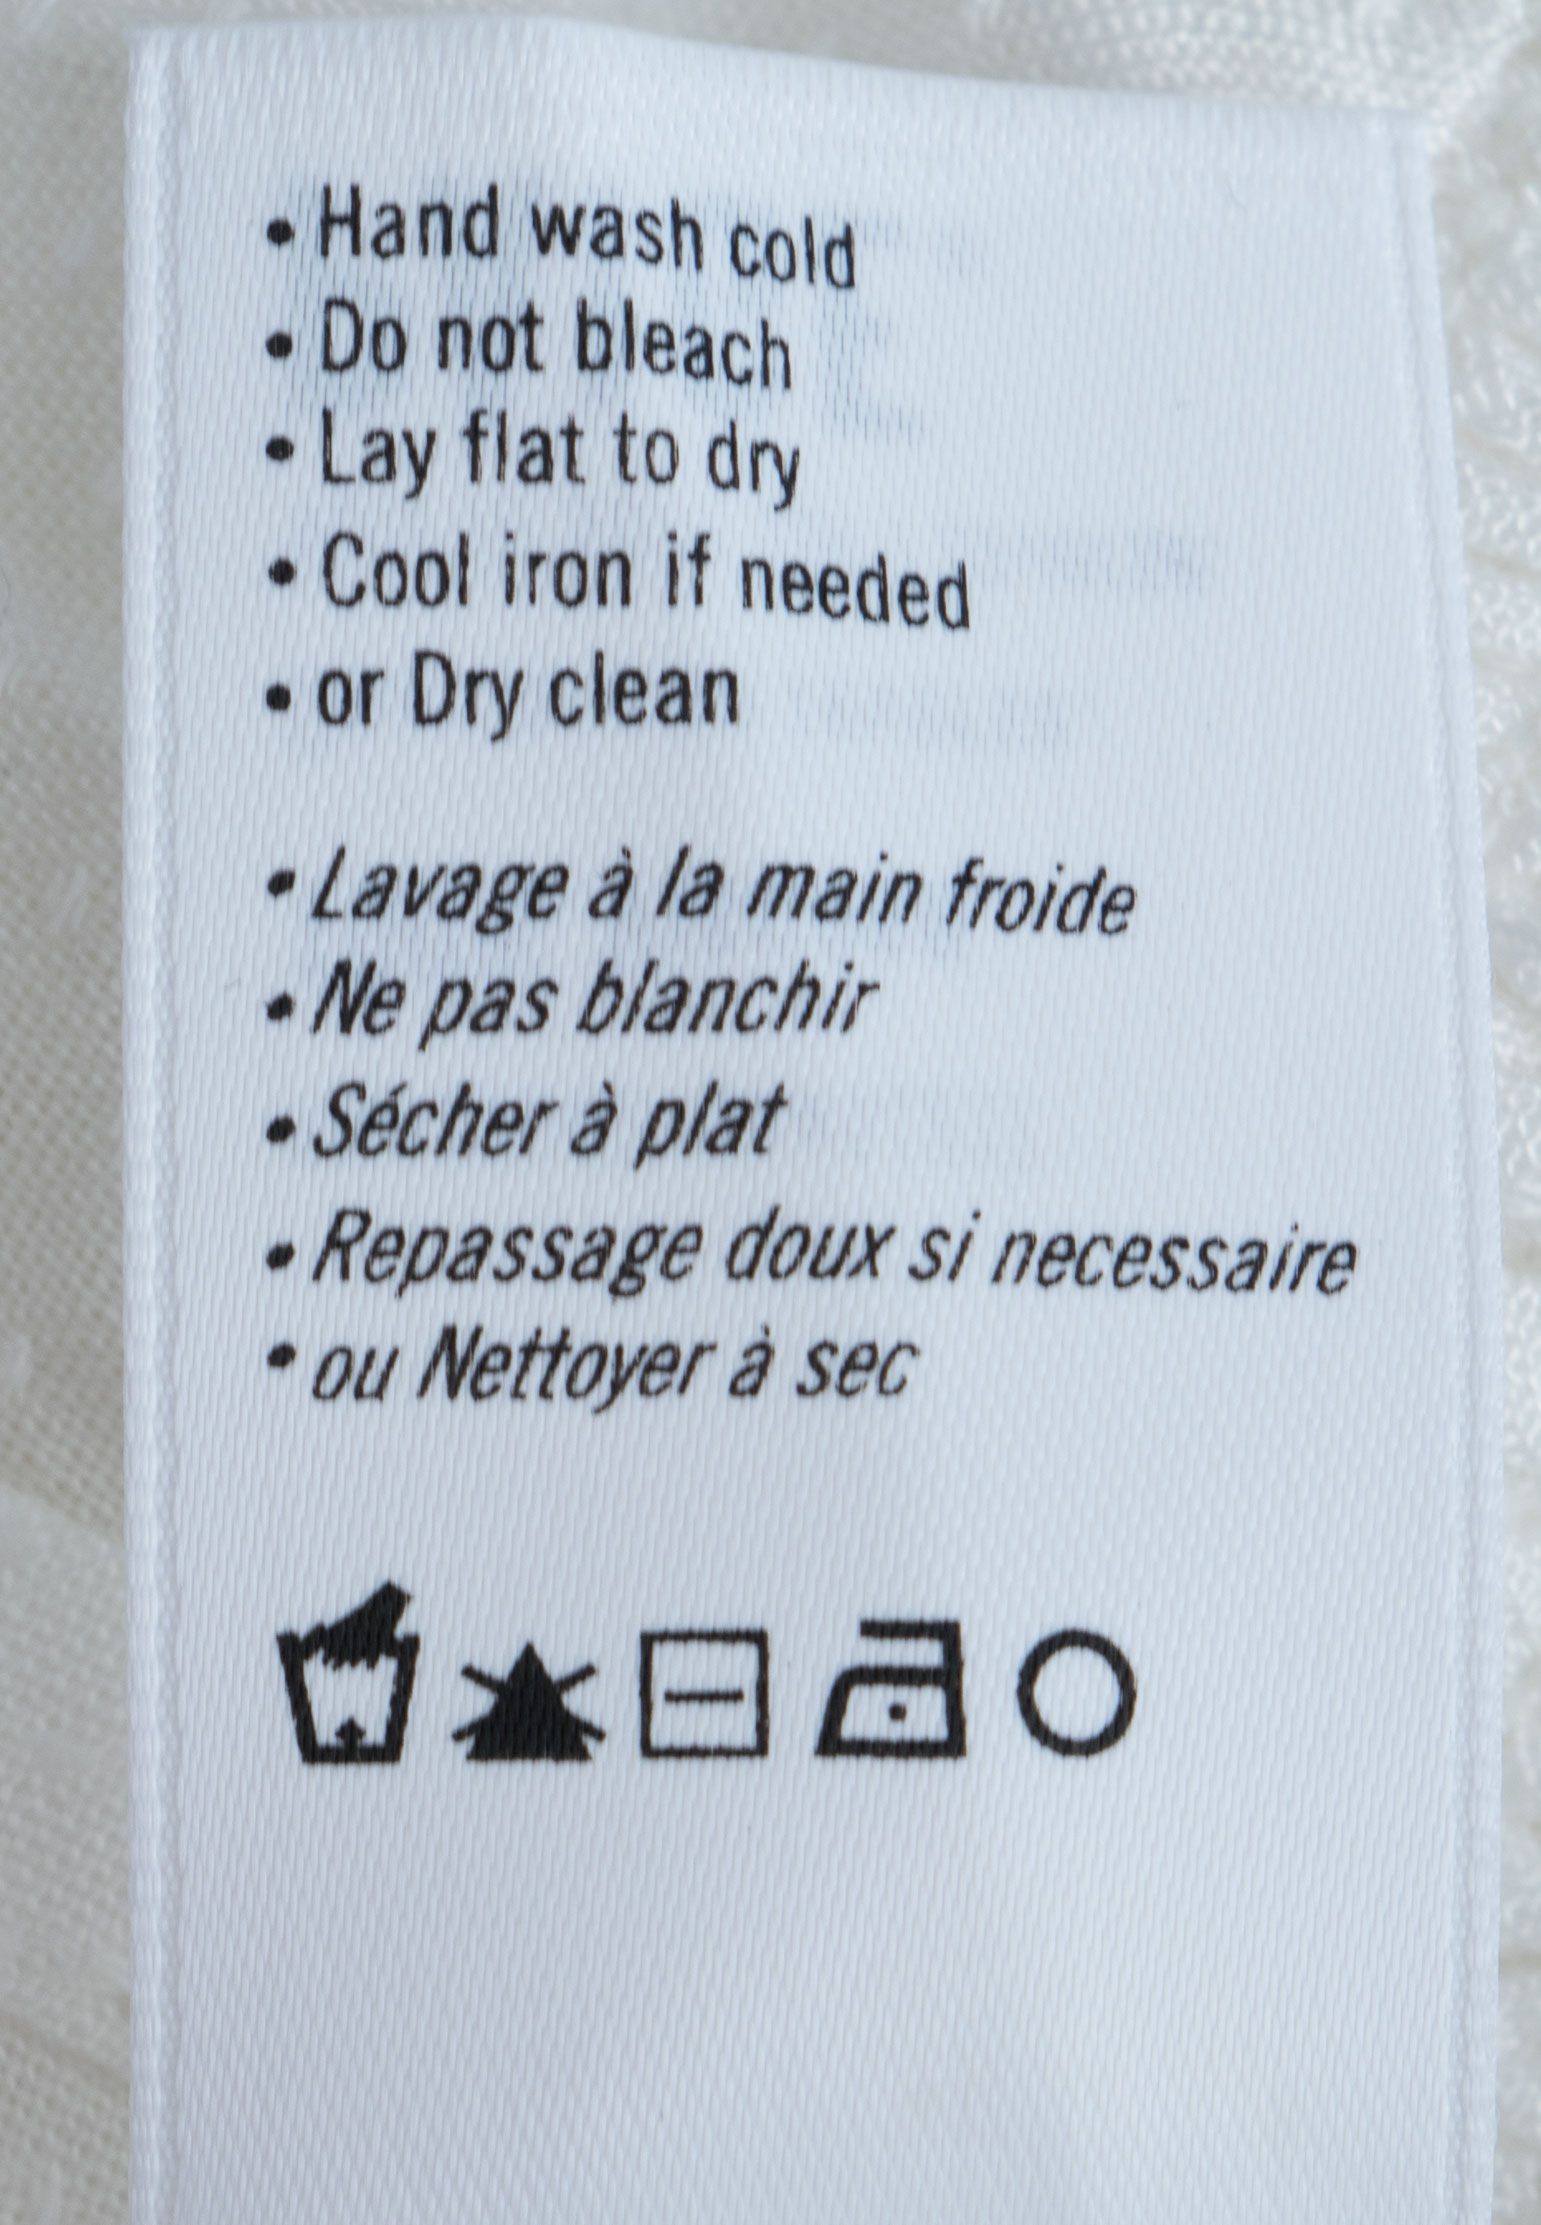 • Hand wash cold
• Do not bleach
• Lay flat to dry
• Cool iron if needed
• or Dry clean
• Lavage à la main froide
• Ne pas blanchir
• Sécher à plat
• Repassage doux si necessaire
• ou Nettoyer à sec